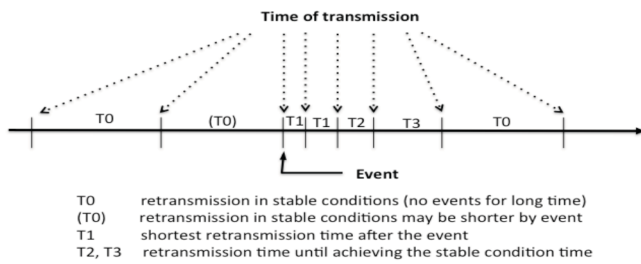 Time of transmission
T0 (T0) T1 T1 T2 T3 T0
Event
T0 retransmission in stable conditions (no events for long time)
(T0) retransmission in stable conditions may be shorter by event
T1 shortest retransmission time after the event
T2, T3 retransmission time until achieving the stable condition time